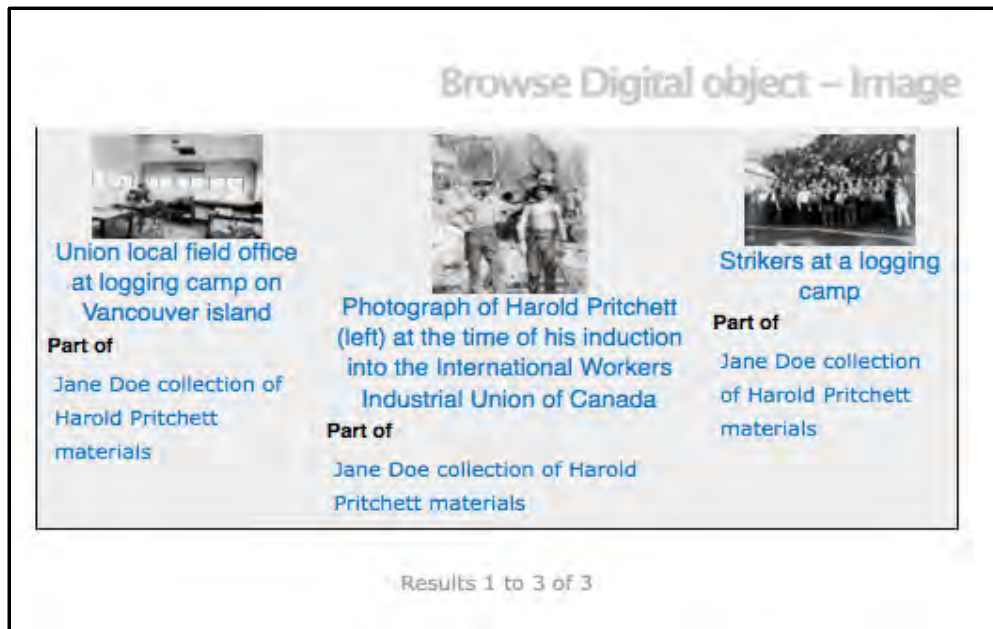 Browse Digital object – Image
Union local field office
at logging camp on
Vancouver island
Part of
Jane Doe collection of
Harold Pritchett
materials
Photograph of Harold Pritchett
(left) at the time of his induction
into the International Workers
Industrial Union of Canada
Part of
Jane Doe collection of Harold
Pritchett materials
Strikers at a logging
camp
Part of
Jane Doe collection
of Harold Pritchett
materials
Results 1 to 3 of 3